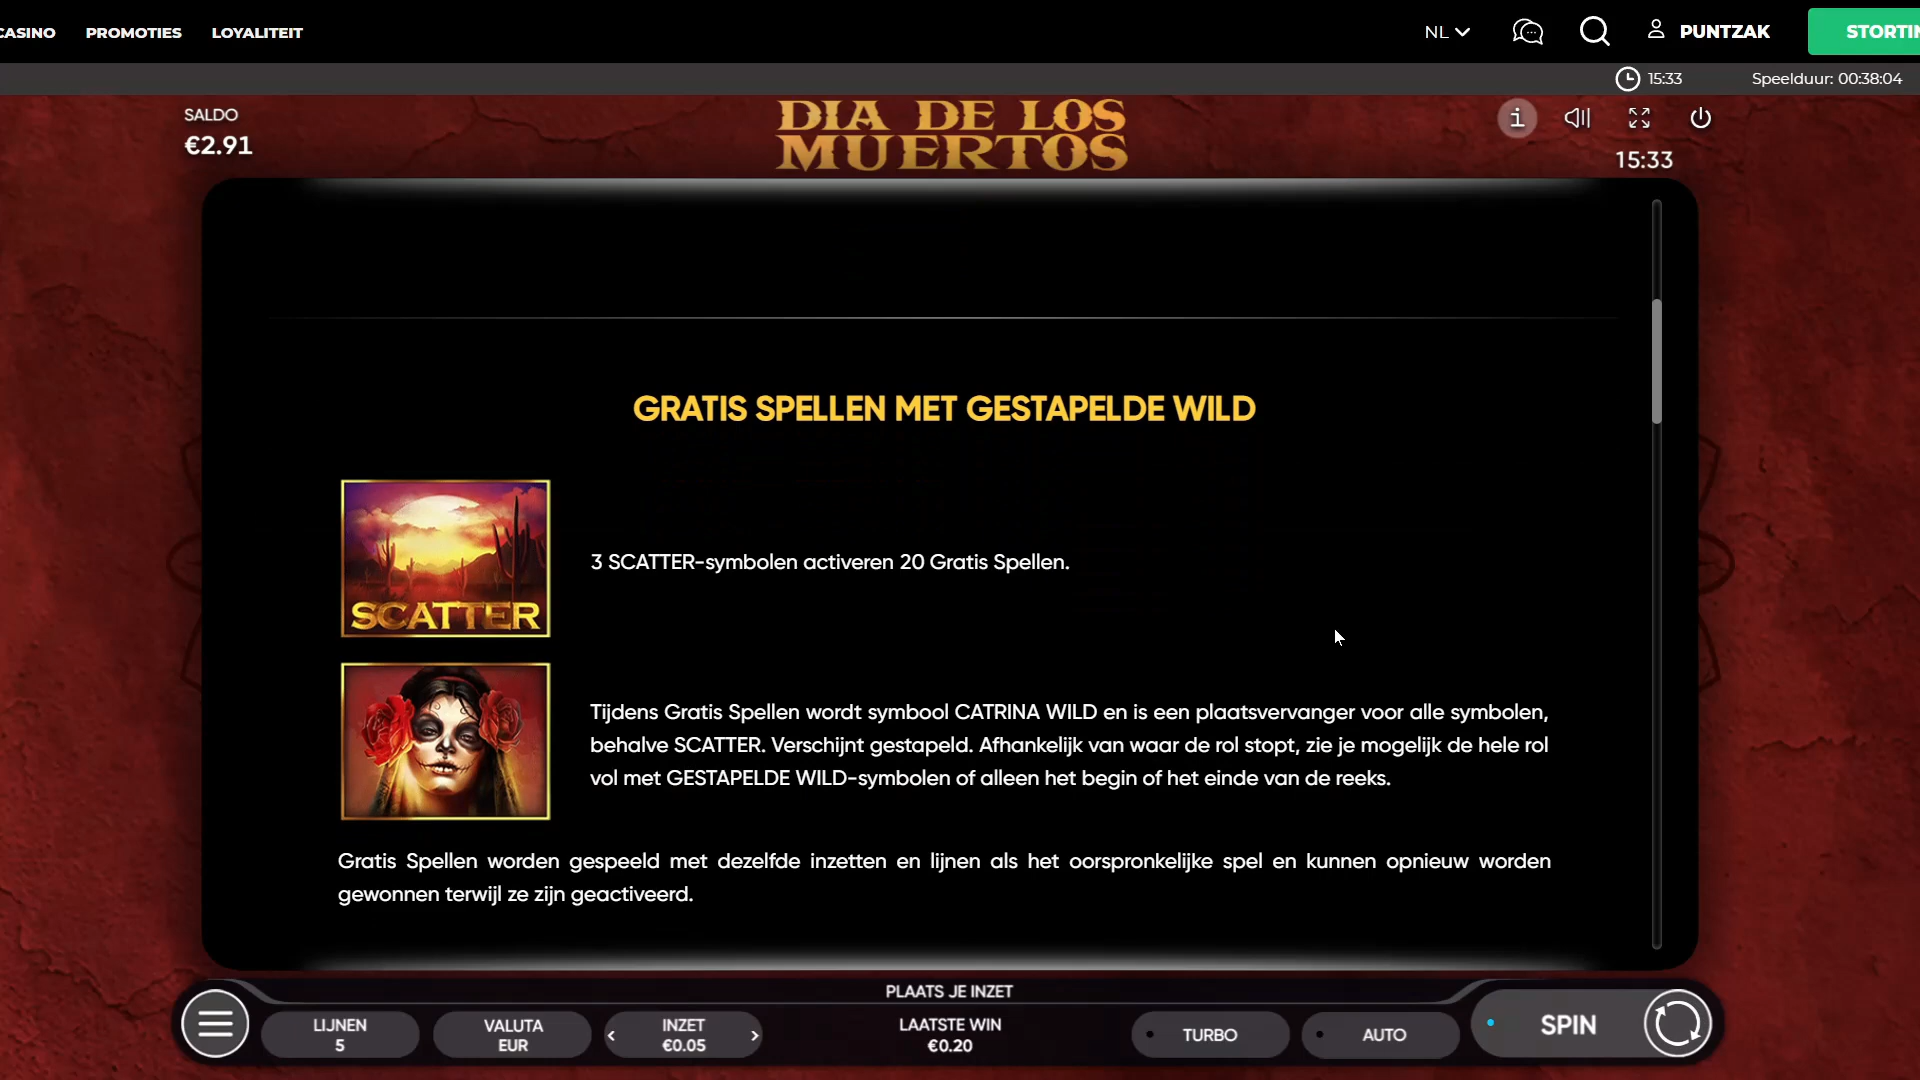 CASINO PROMOTIES LOYALITEIT NL PUNTZAK
15:33 Speelduur: 00:38:04
SALDO
€2.91
DIA DE LOS
MUERTOS
i
15:33
GRATIS SPELLEN MET GESTAPELDE WILD
SCATTER
3 SCATTER-symbolen activeren 20 Gratis Spellen.
Tijdens Gratis Spellen wordt symbool CATRINA WILD en is een plaatsvervanger voor alle symbolen,
behalve SCATTER. Verschijnt gestapeld. Afhankelijk van waar de rol stopt, zie je mogelijk de hele rol
vol met GESTAPELDE WILD-symbolen of alleen het begin of het einde van de reeks.
Gratis Spellen worden gespeeld met dezelfde inzetten en lijnen als het oorspronkelijke spel en kunnen opnieuw worden
gewonnen terwijl ze zijn geactiveerd.
PLAATS JE INZET
LIJNEN
5
VALUTA
EUR
INZET
€0.05
LAATSTE WIN
€0.20
TURBO
AUTO
SPIN